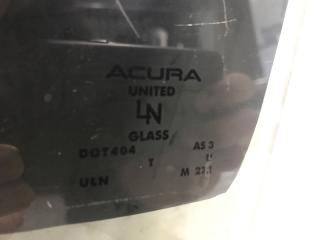 ACURA
UNITED
LN
GLASS
DOT404 AS 3
T
ULN M 27.1